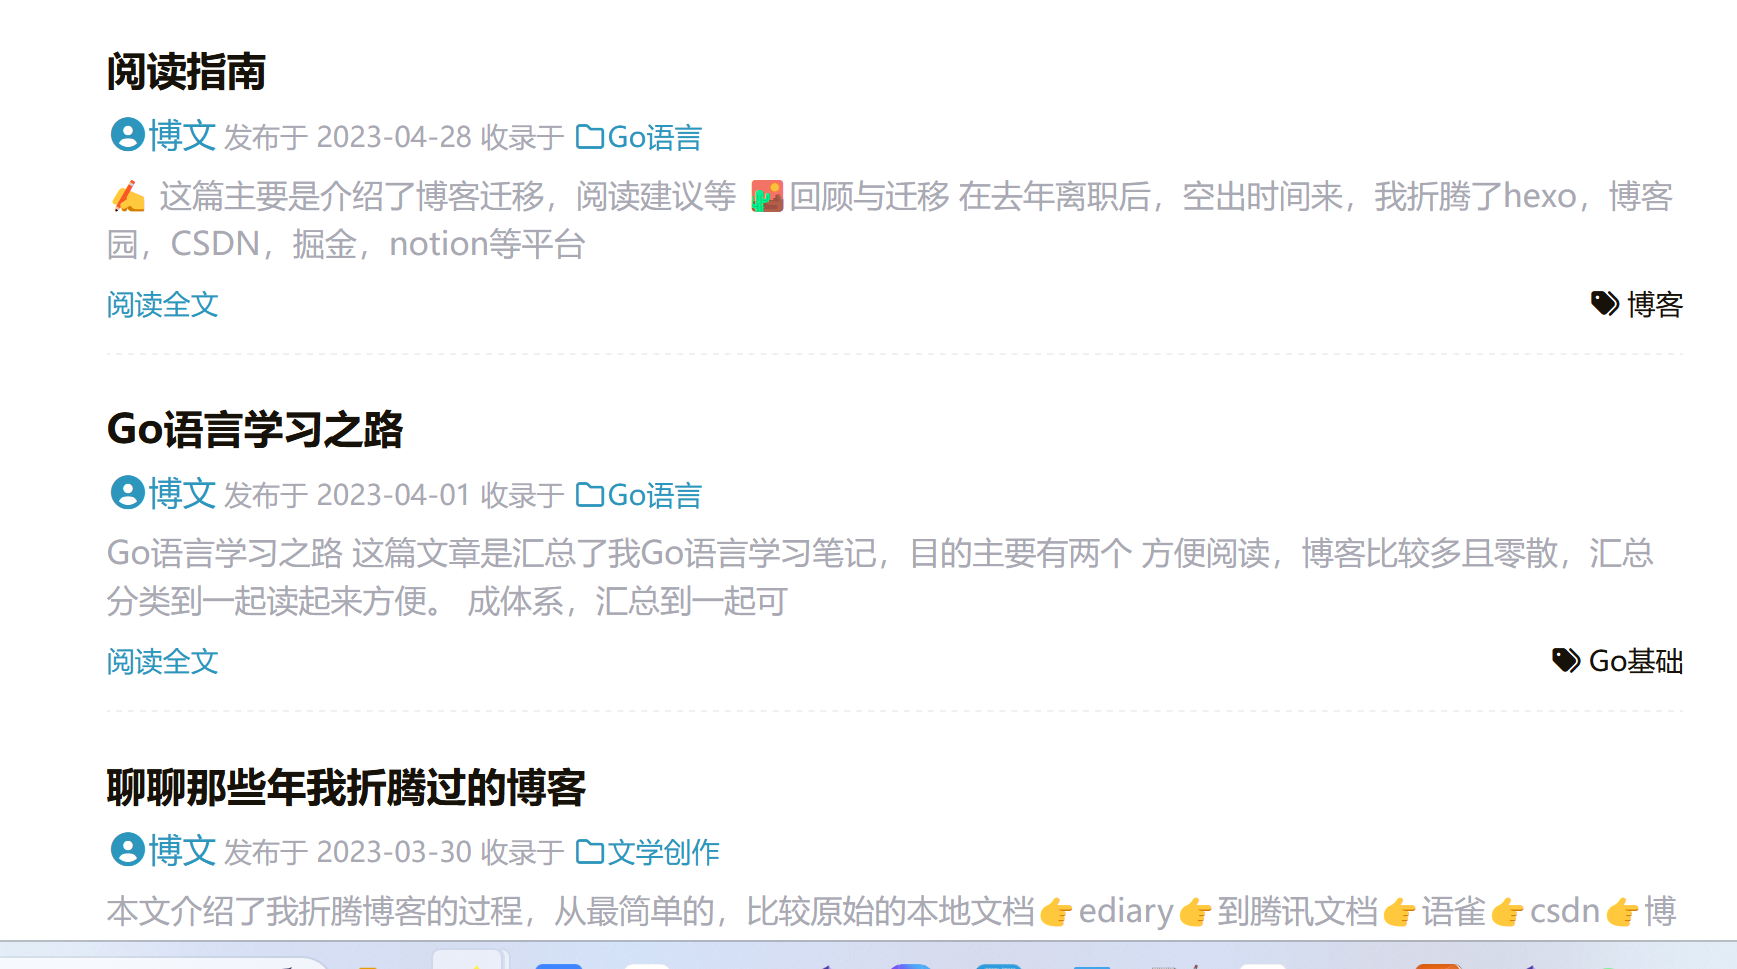 阅读指南
博文 发布于 2023-04-28 收录于 Go语言
✍️ 这篇主要是介绍了博客迁移，阅读建议等 🏜️回顾与迁移 在去年离职后，空出时间来，我折腾了hexo，博客
园，CSDN，掘金，notion等平台
阅读全文 博客
Go语言学习之路
博文 发布于 2023-04-01 收录于 Go语言
Go语言学习之路 这篇文章是汇总了我Go语言学习笔记，目的主要有两个 方便阅读，博客比较多且零散，汇总
分类到一起读起来方便。 成体系，汇总到一起可
阅读全文 Go基础
聊聊那些年我折腾过的博客
博文 发布于 2023-03-30 收录于 文学创作
本文介绍了我折腾博客的过程，从最简单的，比较原始的本地文档👉ediary👉到腾讯文档👉语雀👉csdn👉博